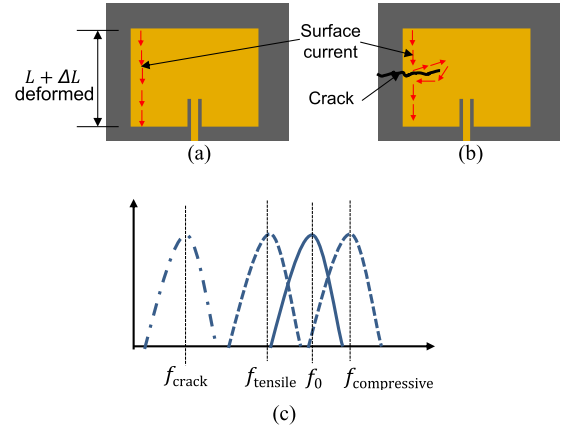 L + ΔL
deformed
Surface
current
Crack
(a)
(b)
f_crack
f_tensile
f_0
f_compressive
(c)